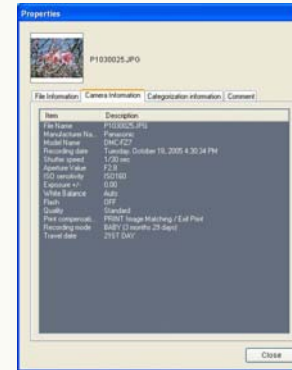 Properties
P1030025.JPG
File Information Camera Information Categorization information Comment
Item Description
File Name P1030025.JPG
Manufacturer Na... Panasonic
Model Name DMC-FZ7
Recording date Tuesday, October 18, 2005 4:30:34 PM
Shutter speed 1/30 sec
Aperture Value F2.8
ISO sensitivity ISO160
Exposure +/- 0.00
White Balance Auto
Flash OFF
Quality Standard
Print compensati... PRINT Image Matching / Exif Print
Recording mode BABY (3 months 29 days)
Travel date 21ST DAY
Close